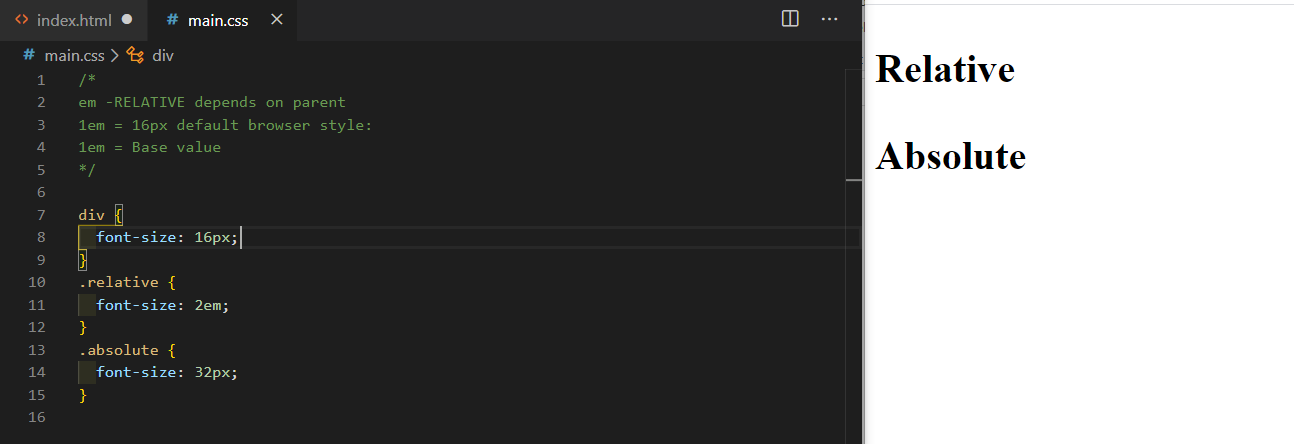 index.html
# main.css
# main.css > div
1 /*
2 em -RELATIVE depends on parent
3 1em = 16px default browser style:
4 1em = Base value
5 */
6
7 div {
8 font-size: 16px;
9 }
10 .relative {
11 font-size: 2em;
12 }
13 .absolute {
14 font-size: 32px;
15 }
16
Relative
Absolute